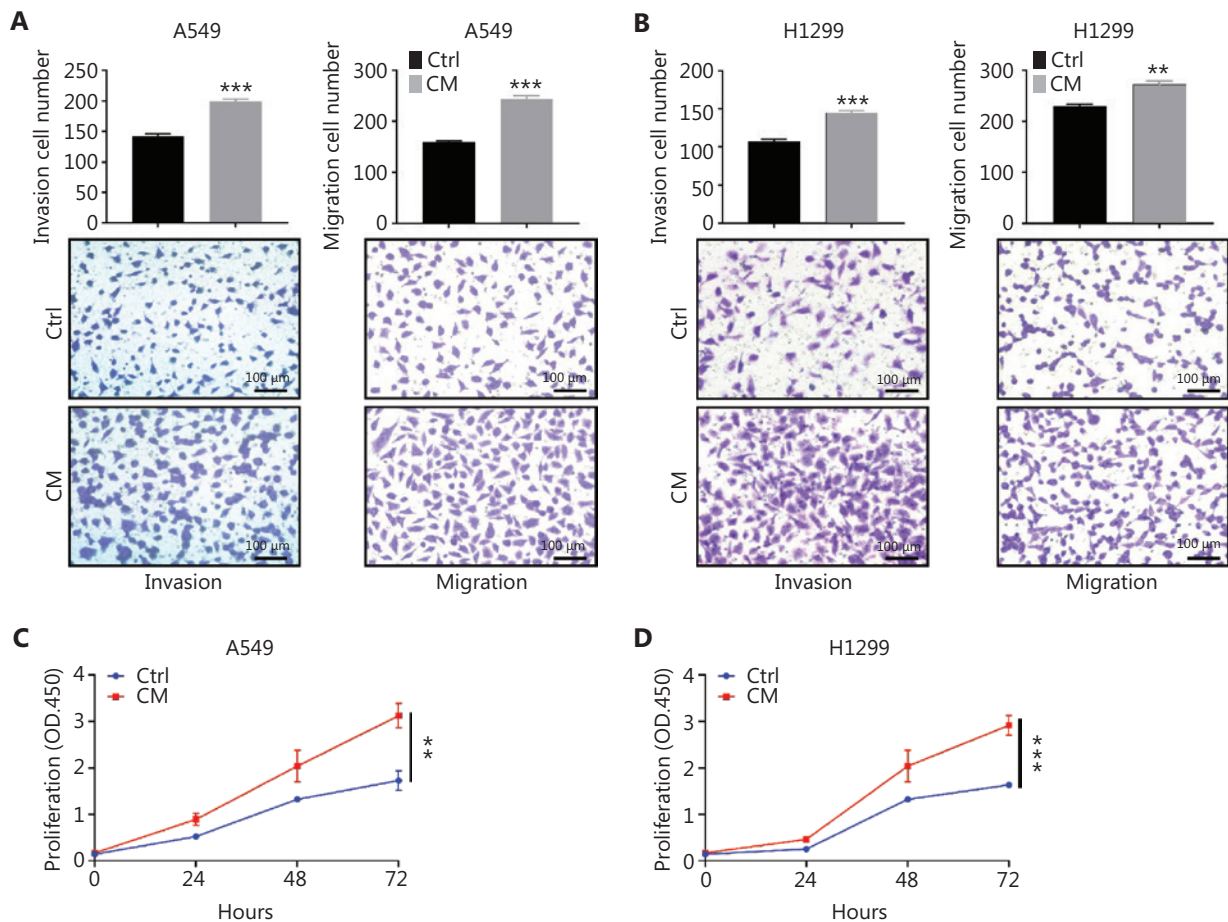 A
A549
Invasion cell number
250
200
150
100
50
0
***
A549
Migration cell number
300
200
100
0
Ctrl
CM
***
B
H1299
Invasion cell number
200
150
100
50
0
***
H1299
Migration cell number
300
200
100
0
Ctrl
CM
**
Ctrl
100 µm
100 µm
100 µm
100 µm
CM
100 µm
100 µm
100 µm
100 µm
Invasion
Migration
Invasion
Migration
C
A549
Proliferation (OD.450)
4
3
2
1
0
Ctrl
CM
**
0 24 48 72
Hours
D
H1299
Proliferation (OD.450)
4
3
2
1
0
Ctrl
CM
***
0 24 48 72
Hours
Ctrl
CM